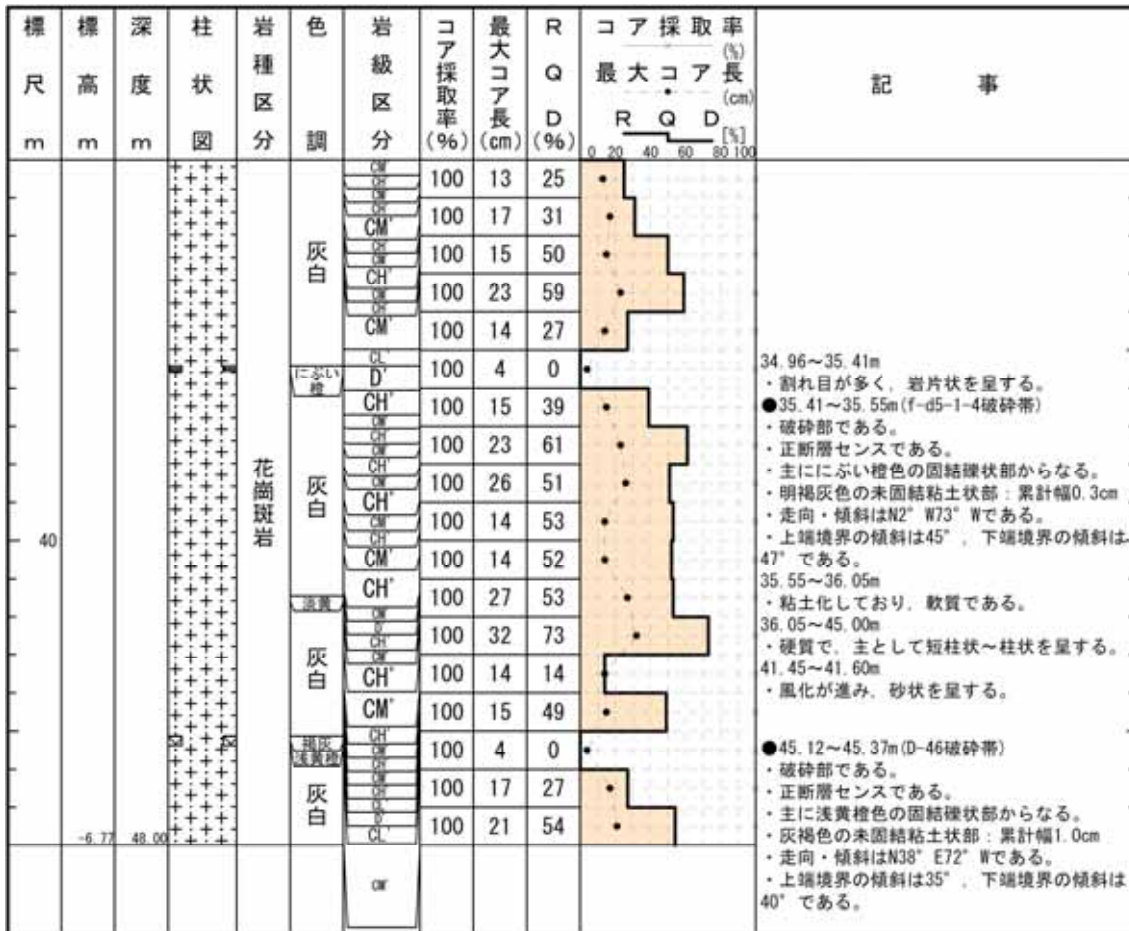 標尺m
標高m
深度m
柱状図
岩種区分
色調
岩級区分
コア採取率(%)
最大コア長(cm)
RQD(%)
コア採取率
(%)
最大コア長
(cm)
R Q D
[%]
0 20 40 60 80 100
記事
100 13 25
100 17 31
100 15 50
100 23 59
100 14 27
100 4 0
100 15 39
100 23 61
100 26 51
100 14 53
100 14 52
100 27 53
100 32 73
100 14 14
100 15 49
100 4 0
100 17 27
100 21 54
40
-6.77 48.00
花崗斑岩
灰白
にぶい橙
灰白
淡黄
灰白
褐灰
浅黄橙
灰白
CM'
CH'
CM'
CL'
D'
CH'
CH'
CM'
CH'
CH'
CM'
CH'
CL'
34.96～35.41m
・割れ目が多く、岩片状を呈する。
●35.41～35.55m(f-d5-1-4破砕帯)
・破砕部である。
・正断層センスである。
・主ににぶい橙色の固結礫状部からなる。
・明褐灰色の未固結粘土状部：累計幅0.3cm
・走向・傾斜はN2°W73°Wである。
・上端境界の傾斜は45°、下端境界の傾斜は
47°である。
35.55～36.05m
・粘土化しており、軟質である。
36.05～45.00m
・硬質で、主として短柱状～柱状を呈する。
41.45～41.60m
・風化が進み、砂状を呈する。
●45.12～45.37m(D-46破砕帯)
・破砕部である。
・正断層センスである。
・主に浅黄橙色の固結礫状部からなる。
・灰褐色の未固結粘土状部：累計幅1.0cm
・走向・傾斜はN38°E72°Wである。
・上端境界の傾斜は35°、下端境界の傾斜は
40°である。